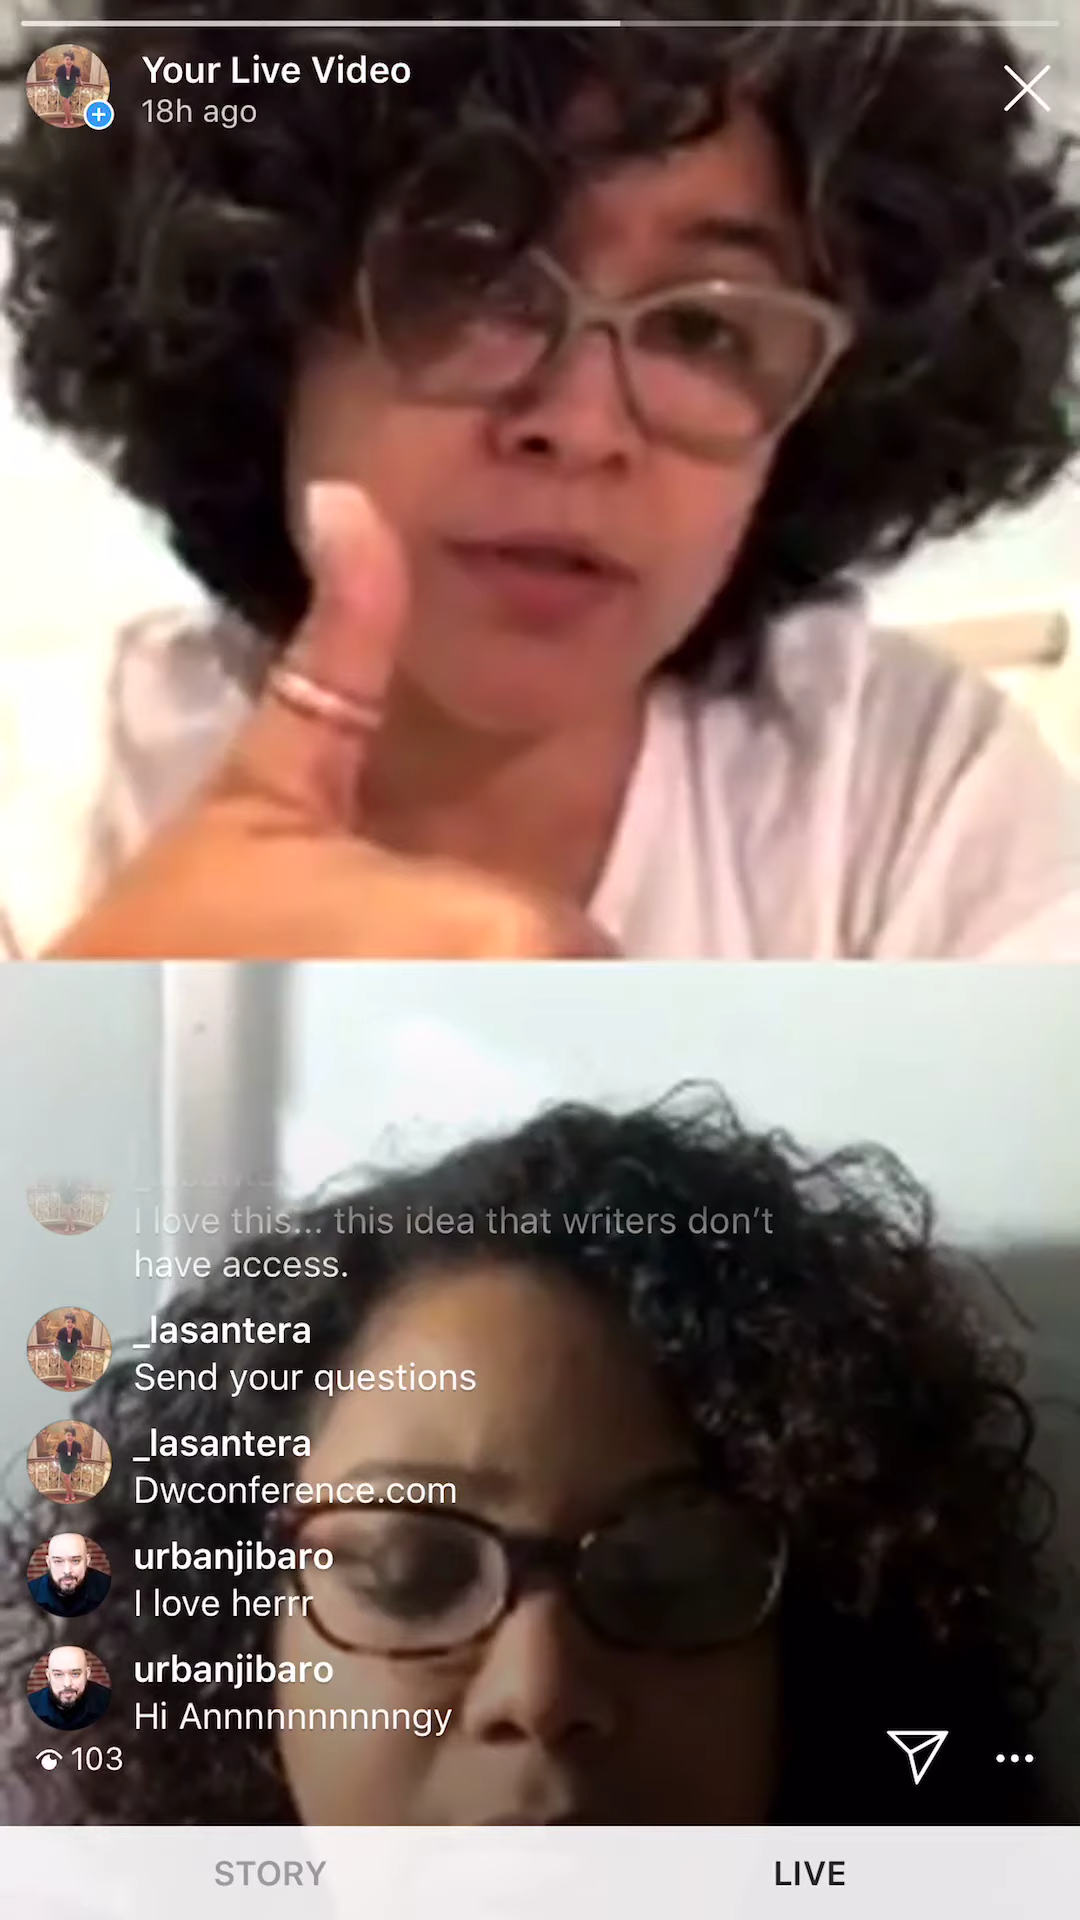 Your Live Video
18h ago
I love this... this idea that writers don’t
have access.
_lasantera
Send your questions
_lasantera
Dwconference.com
urbanjibaro
I love herrr
urbanjibaro
Hi Annnnnnnnnngy
103
STORY
LIVE